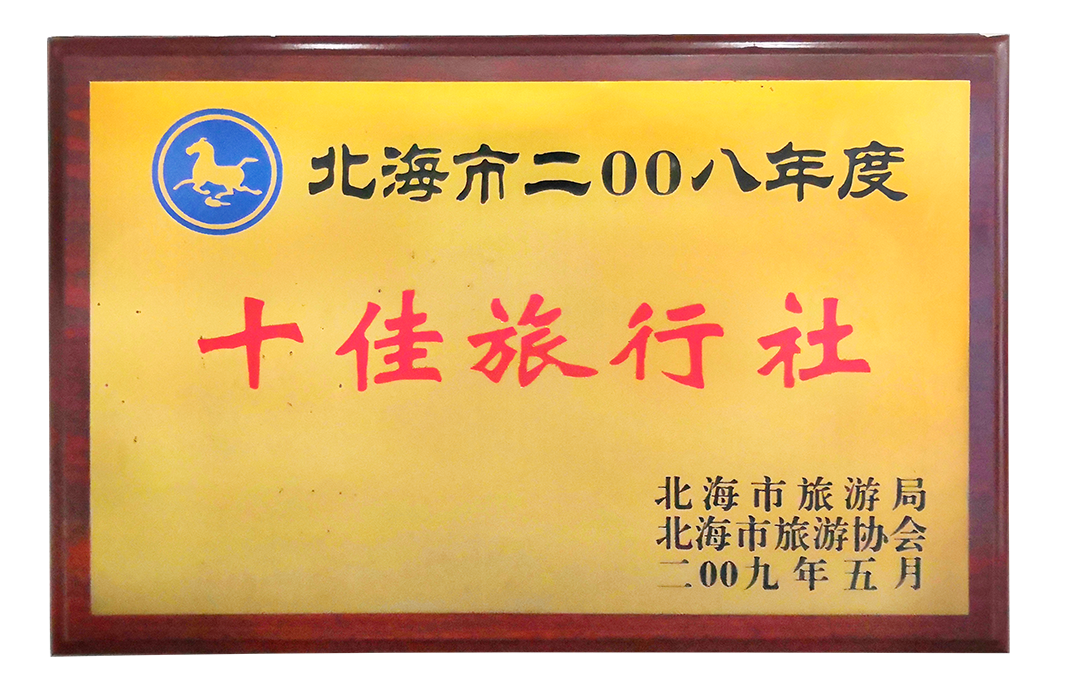 北海市二00八年度
十佳旅行社
北海市旅游局
北海市旅游协会
二00九年五月